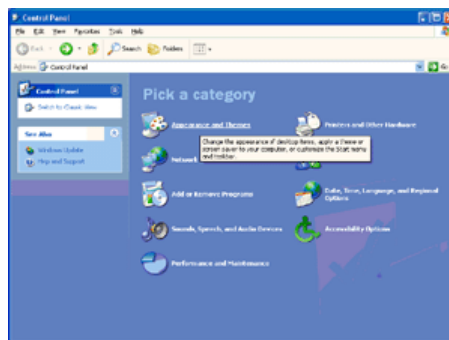 Control Panel
File Edit View Favorites Tools Help
Back Search Folders
Address Control Panel Go
Control Panel
Switch to Classic View
See Also
Windows Update
Help and Support
Pick a category
Appearance and Themes
Printers and Other Hardware
Change the appearance of desktop items, apply a theme or
screen saver to your computer, or customize the Start menu
and taskbar.
Network
Add or Remove Programs
Date, Time, Language, and Regional
Options
Sounds, Speech, and Audio Devices
Accessibility Options
Performance and Maintenance